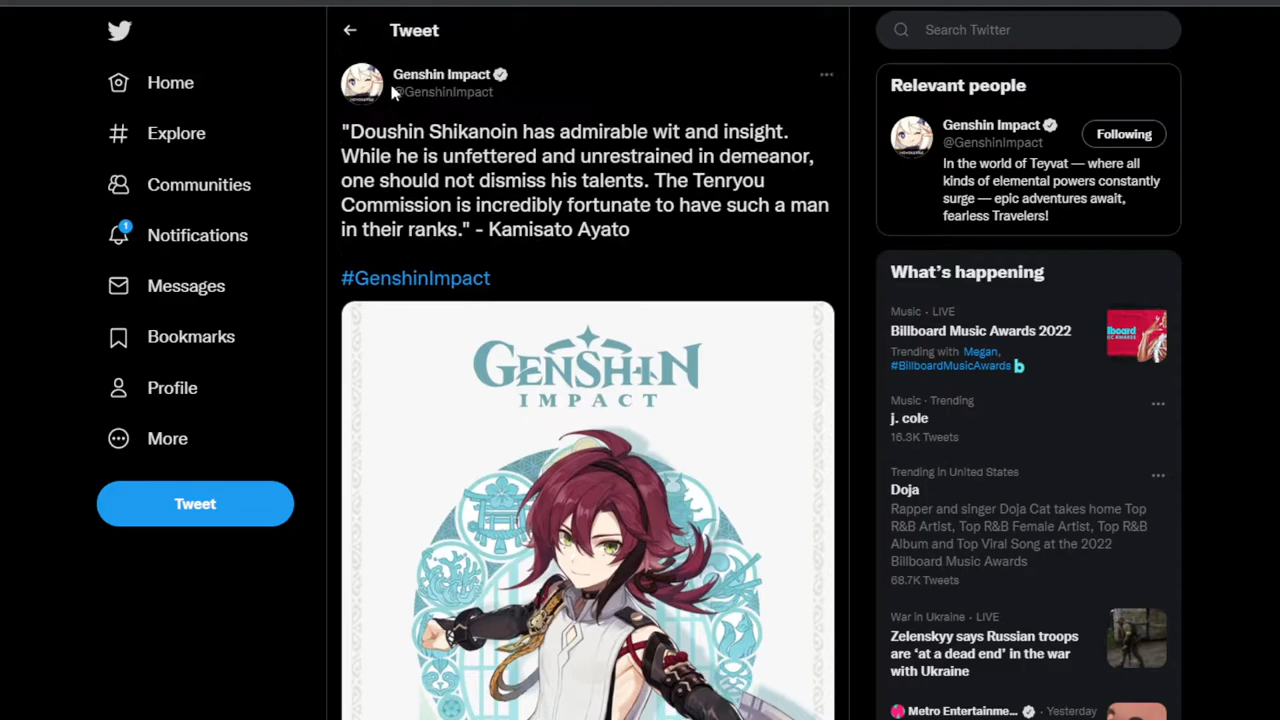 Tweet
Genshin Impact
@GenshinImpact
"Doushin Shikanoin has admirable wit and insight.
While he is unfettered and unrestrained in demeanor,
one should not dismiss his talents. The Tenryou
Commission is incredibly fortunate to have such a man
in their ranks." - Kamisato Ayato
#GenshinImpact
GENSHIN
IMPACT
Home
Explore
Communities
1
Notifications
Messages
Bookmarks
Profile
More
Tweet
Search Twitter
Relevant people
Genshin Impact
@GenshinImpact
Following
In the world of Teyvat — where all
kinds of elemental powers constantly
surge — epic adventures await,
fearless Travelers!
What's happening
Music · LIVE
Billboard Music Awards 2022
Trending with Megan,
#BillboardMusicAwards
Music · Trending
j. cole
16.3K Tweets
Trending in United States
Doja
Rapper and singer Doja Cat takes home Top
R&B Artist, Top R&B Female Artist, Top R&B
Album and Top Viral Song at the 2022
Billboard Music Awards
68.7K Tweets
War in Ukraine · LIVE
Zelenskyy says Russian troops
are 'at a dead end' in the war
with Ukraine
Metro Entertainme... · Yesterday